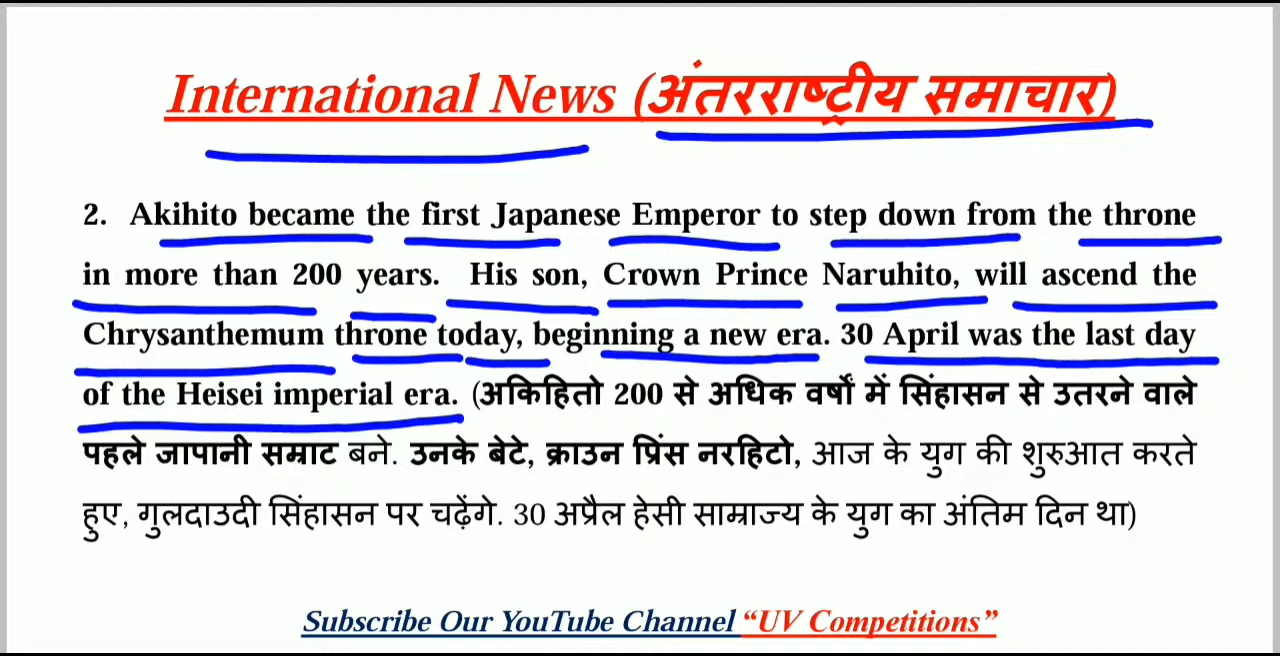 International News (अंतरराष्ट्रीय समाचार)
2. Akihito became the first Japanese Emperor to step down from the throne
in more than 200 years. His son, Crown Prince Naruhito, will ascend the
Chrysanthemum throne today, beginning a new era. 30 April was the last day
of the Heisei imperial era. (अकिहितो 200 से अधिक वर्षों में सिंहासन से उतरने वाले
पहले जापानी सम्राट बने. उनके बेटे, क्राउन प्रिंस नरहिटो, आज के युग की शुरुआत करते
हुए, गुलदाउदी सिंहासन पर चढ़ेंगे. 30 अप्रैल हेसी साम्राज्य के युग का अंतिम दिन था)
Subscribe Our YouTube Channel “UV Competitions”